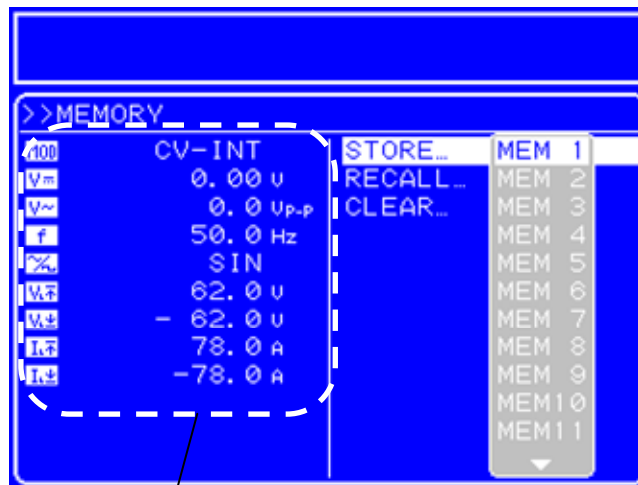 >>MEMORY
MOD CV-INT
V= 0.00 V
V~ 0.0 Vp-p
f 50.0 Hz
SIN
62.0 V
- 62.0 V
78.0 A
-78.0 A
STORE…
RECALL…
CLEAR…
MEM 1
MEM 2
MEM 3
MEM 4
MEM 5
MEM 6
MEM 7
MEM 8
MEM 9
MEM10
MEM11